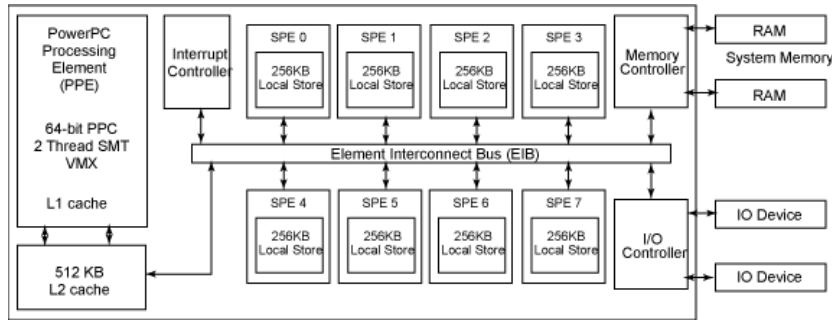 PowerPC
Processing
Element
(PPE)
64-bit PPC
2 Thread SMT
VMX
L1 cache
512 KB
L2 cache
Interrupt
Controller
SPE 0
256KB
Local Store
SPE 1
256KB
Local Store
SPE 2
256KB
Local Store
SPE 3
256KB
Local Store
Element Interconnect Bus (EIB)
SPE 4
256KB
Local Store
SPE 5
256KB
Local Store
SPE 6
256KB
Local Store
SPE 7
256KB
Local Store
Memory
Controller
I/O
Controller
RAM
System Memory
RAM
IO Device
IO Device